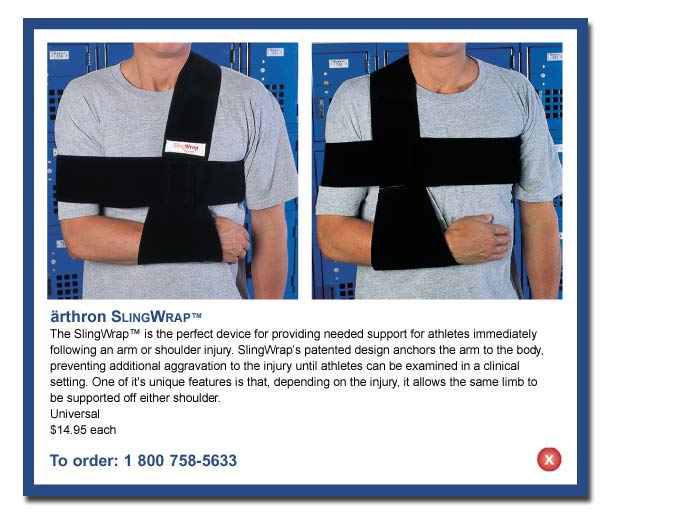 SlingWrap
ärthron SLINGWRAP™
The SlingWrap™ is the perfect device for providing needed support for athletes immediately
following an arm or shoulder injury. SlingWrap's patented design anchors the arm to the body,
preventing additional aggravation to the injury until athletes can be examined in a clinical
setting. One of it's unique features is that, depending on the injury, it allows the same limb to
be supported off either shoulder.
Universal
$14.95 each
To order: 1 800 758-5633
X